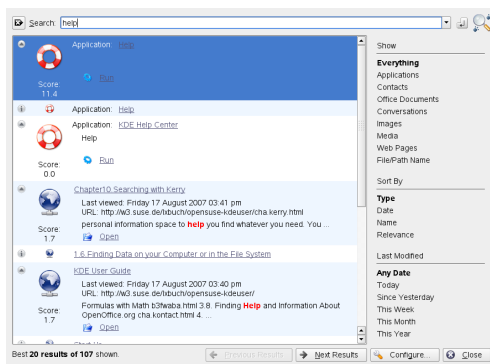 Search: help
Application: Help
Run
Score:
11.4
Application: Help
Application: KDE Help Center
Help
Score:
0.0
Run
Chapter10 Searching with Kerry
Last viewed: Friday 17 August 2007 03:41 pm
URL: http://w3.suse.de/lxbuch/opensuse-kdeuser/cha.kerry.html
personal information space to help you find whatever you need. You ...
Score:
1.7
Open
1.6 Finding Data on your Computer or in the File System
KDE User Guide
Last viewed: Friday 17 August 2007 03:40 pm
URL: http://w3.suse.de/lxbuch/opensuse-kdeuser/
Formulas with Math b3fwaba.html 3.8. Finding Help and Information About
OpenOffice.org cha.kontact.html 4. ...
Score:
1.7
Open
Show
Everything
Applications
Contacts
Office Documents
Conversations
Images
Media
Web Pages
File/Path Name
Sort By
Type
Date
Name
Relevance
Last Modified
Any Date
Today
Since Yesterday
This Week
This Month
This Year
Best 20 results of 107 shown.
Previous Results
Next Results
Configure...
Close